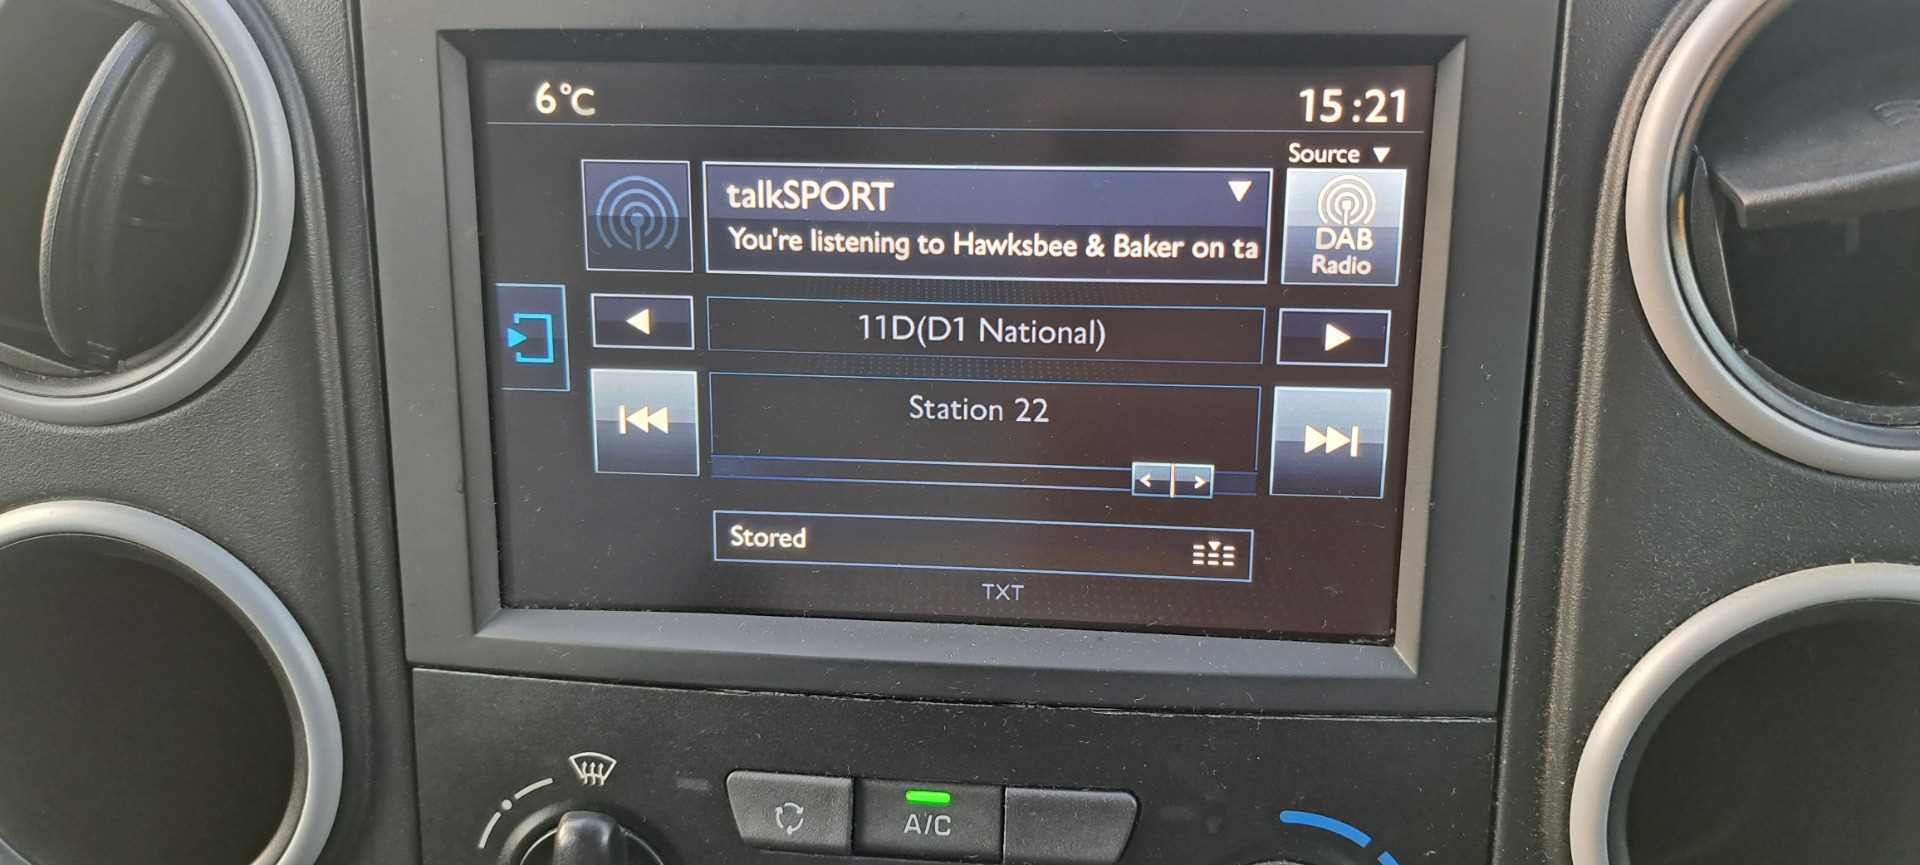 6°C
15:21
Source
talkSPORT
You're listening to Hawksbee & Baker on ta
DAB
Radio
11D(D1 National)
Station 22
Stored
TXT
A/C